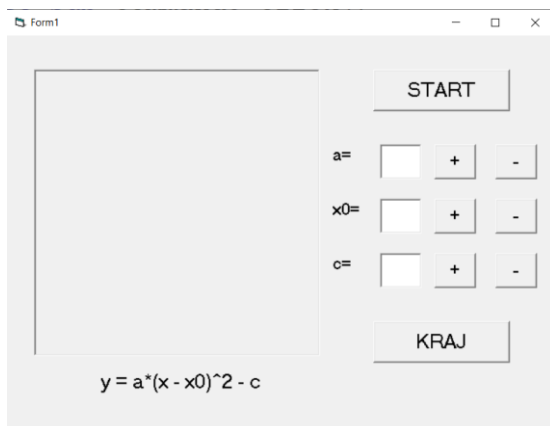 Form1
START
a= + -
x0= + -
c= + -
KRAJ
y = a*(x - x0)^2 - c